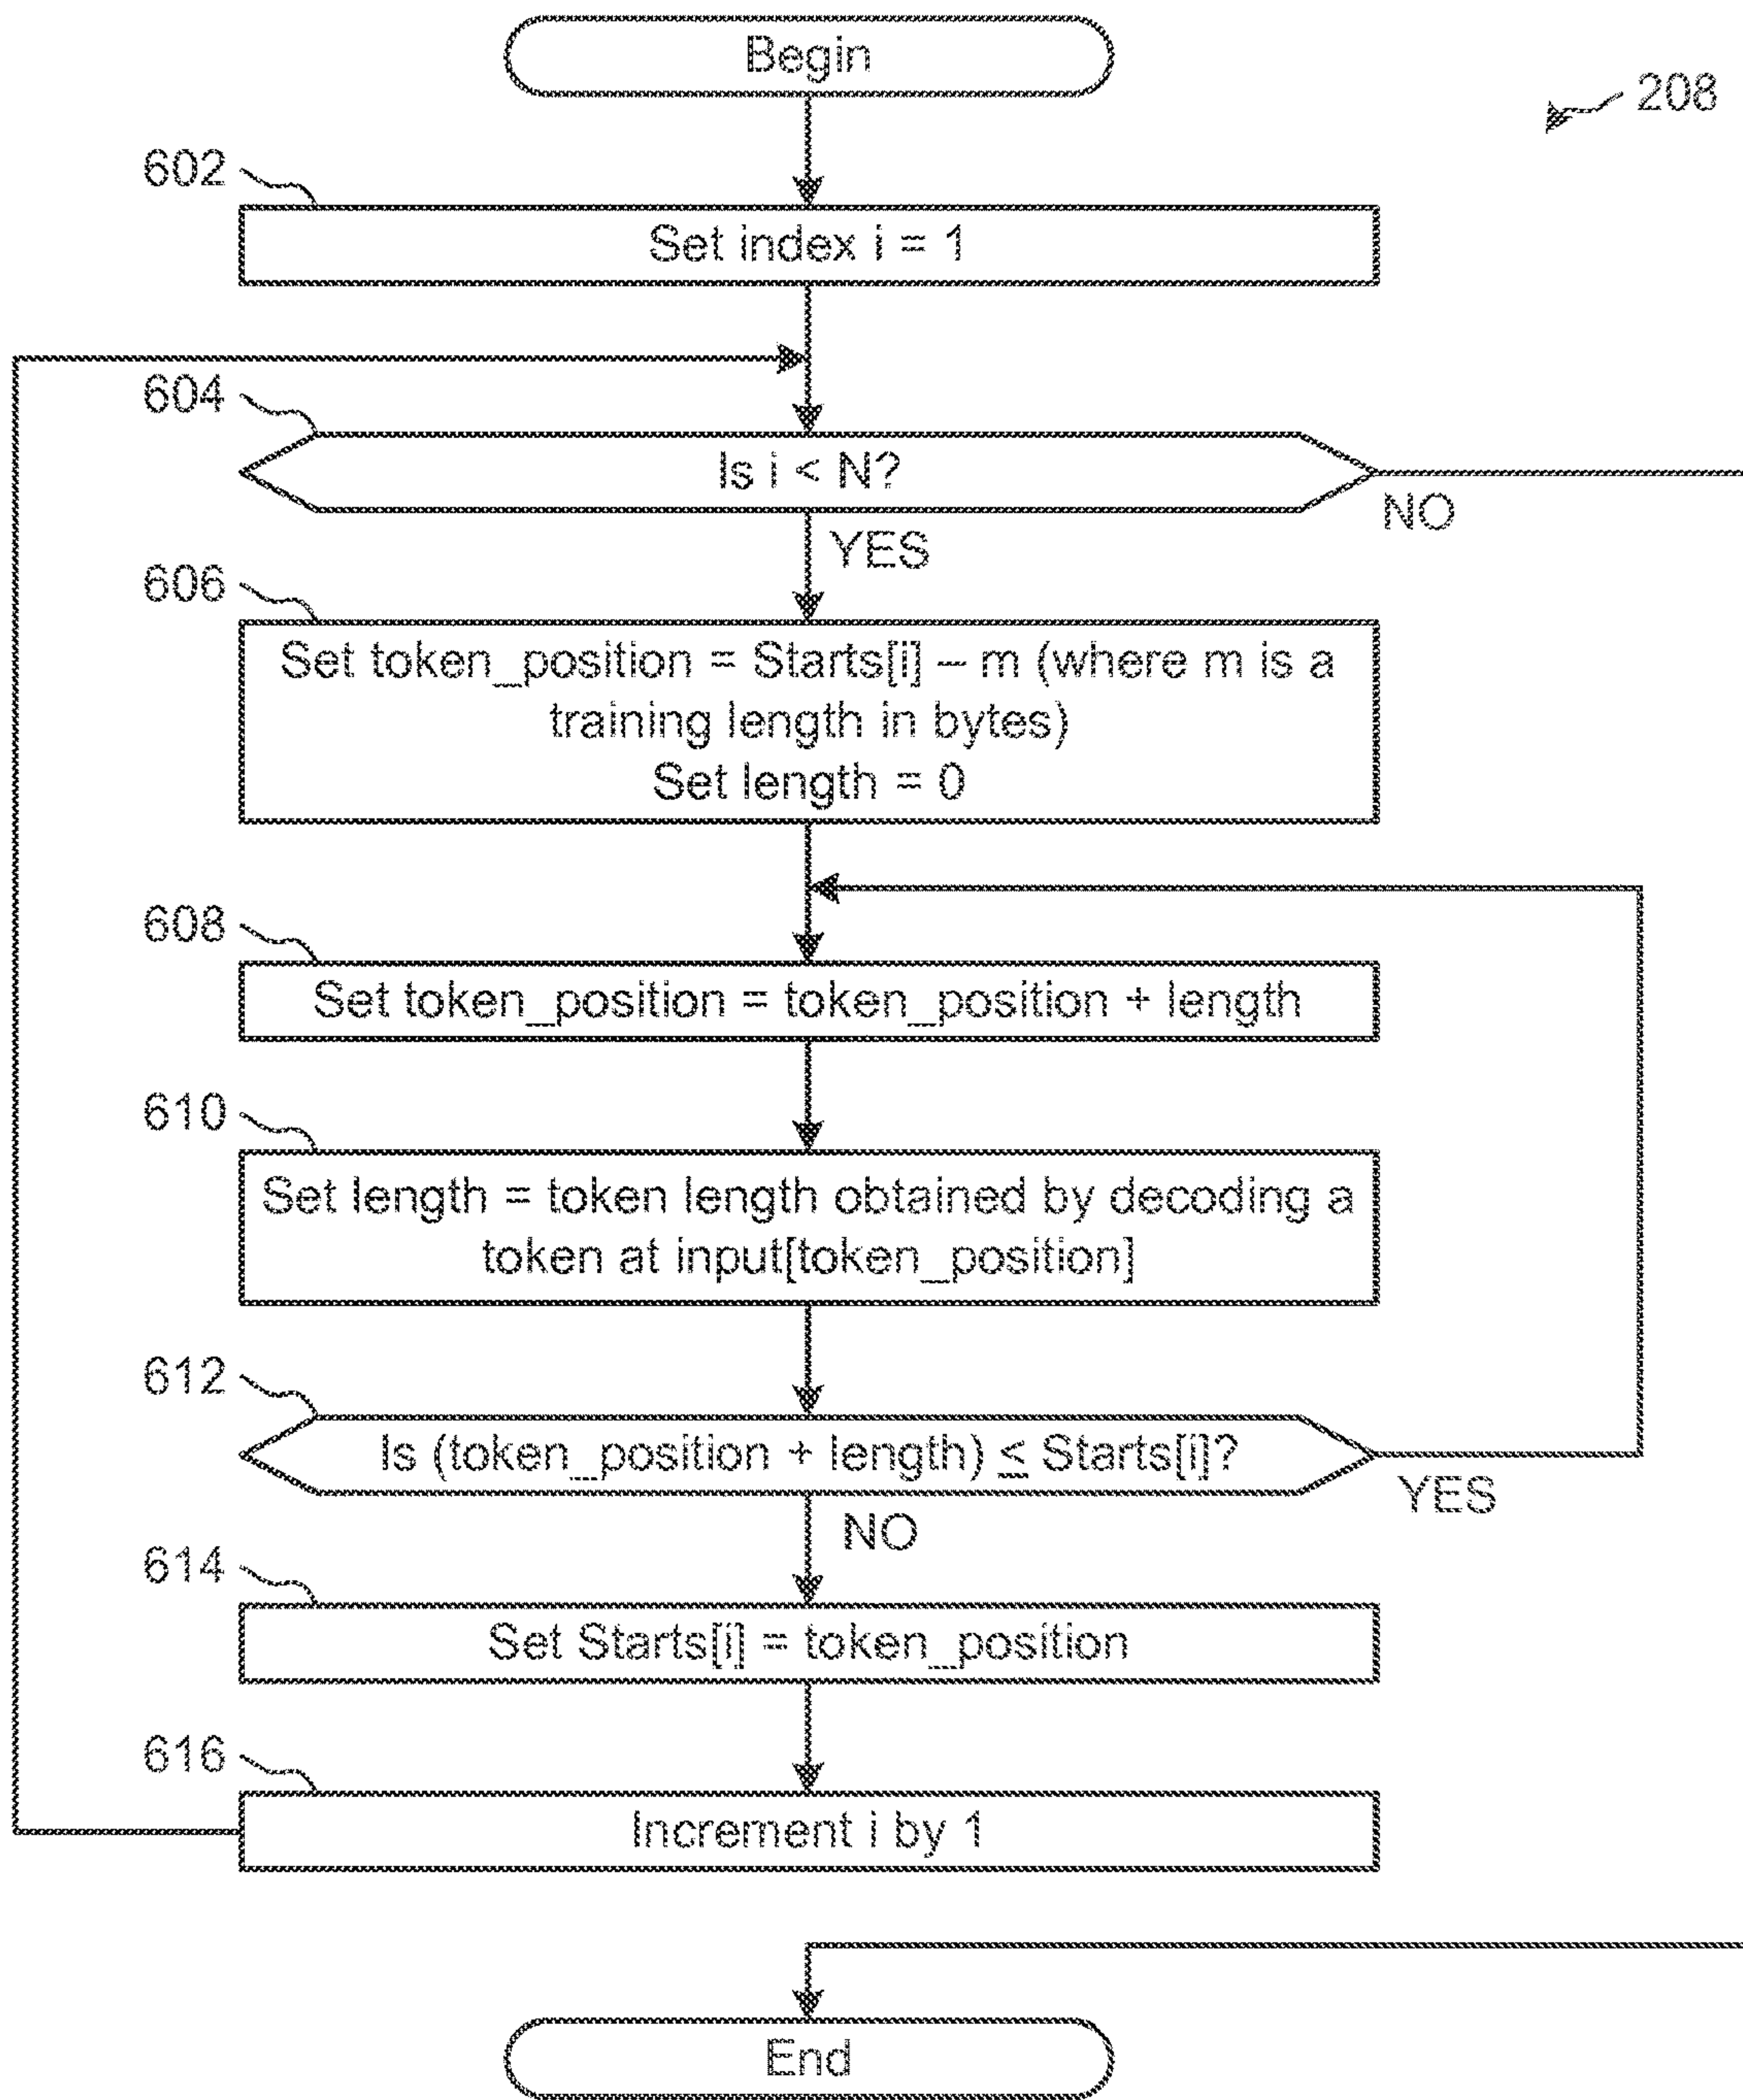 Begin
208
602
Set index i = 1
604
Is i < N?
NO
YES
606
Set token_position = Starts[i] – m (where m is a
training length in bytes)
Set length = 0
608
Set token_position = token_position + length
610
Set length = token length obtained by decoding a
token at input[token_position]
612
Is (token_position + length) ≤ Starts[i]?
YES
NO
614
Set Starts[i] = token_position
616
Increment i by 1
End